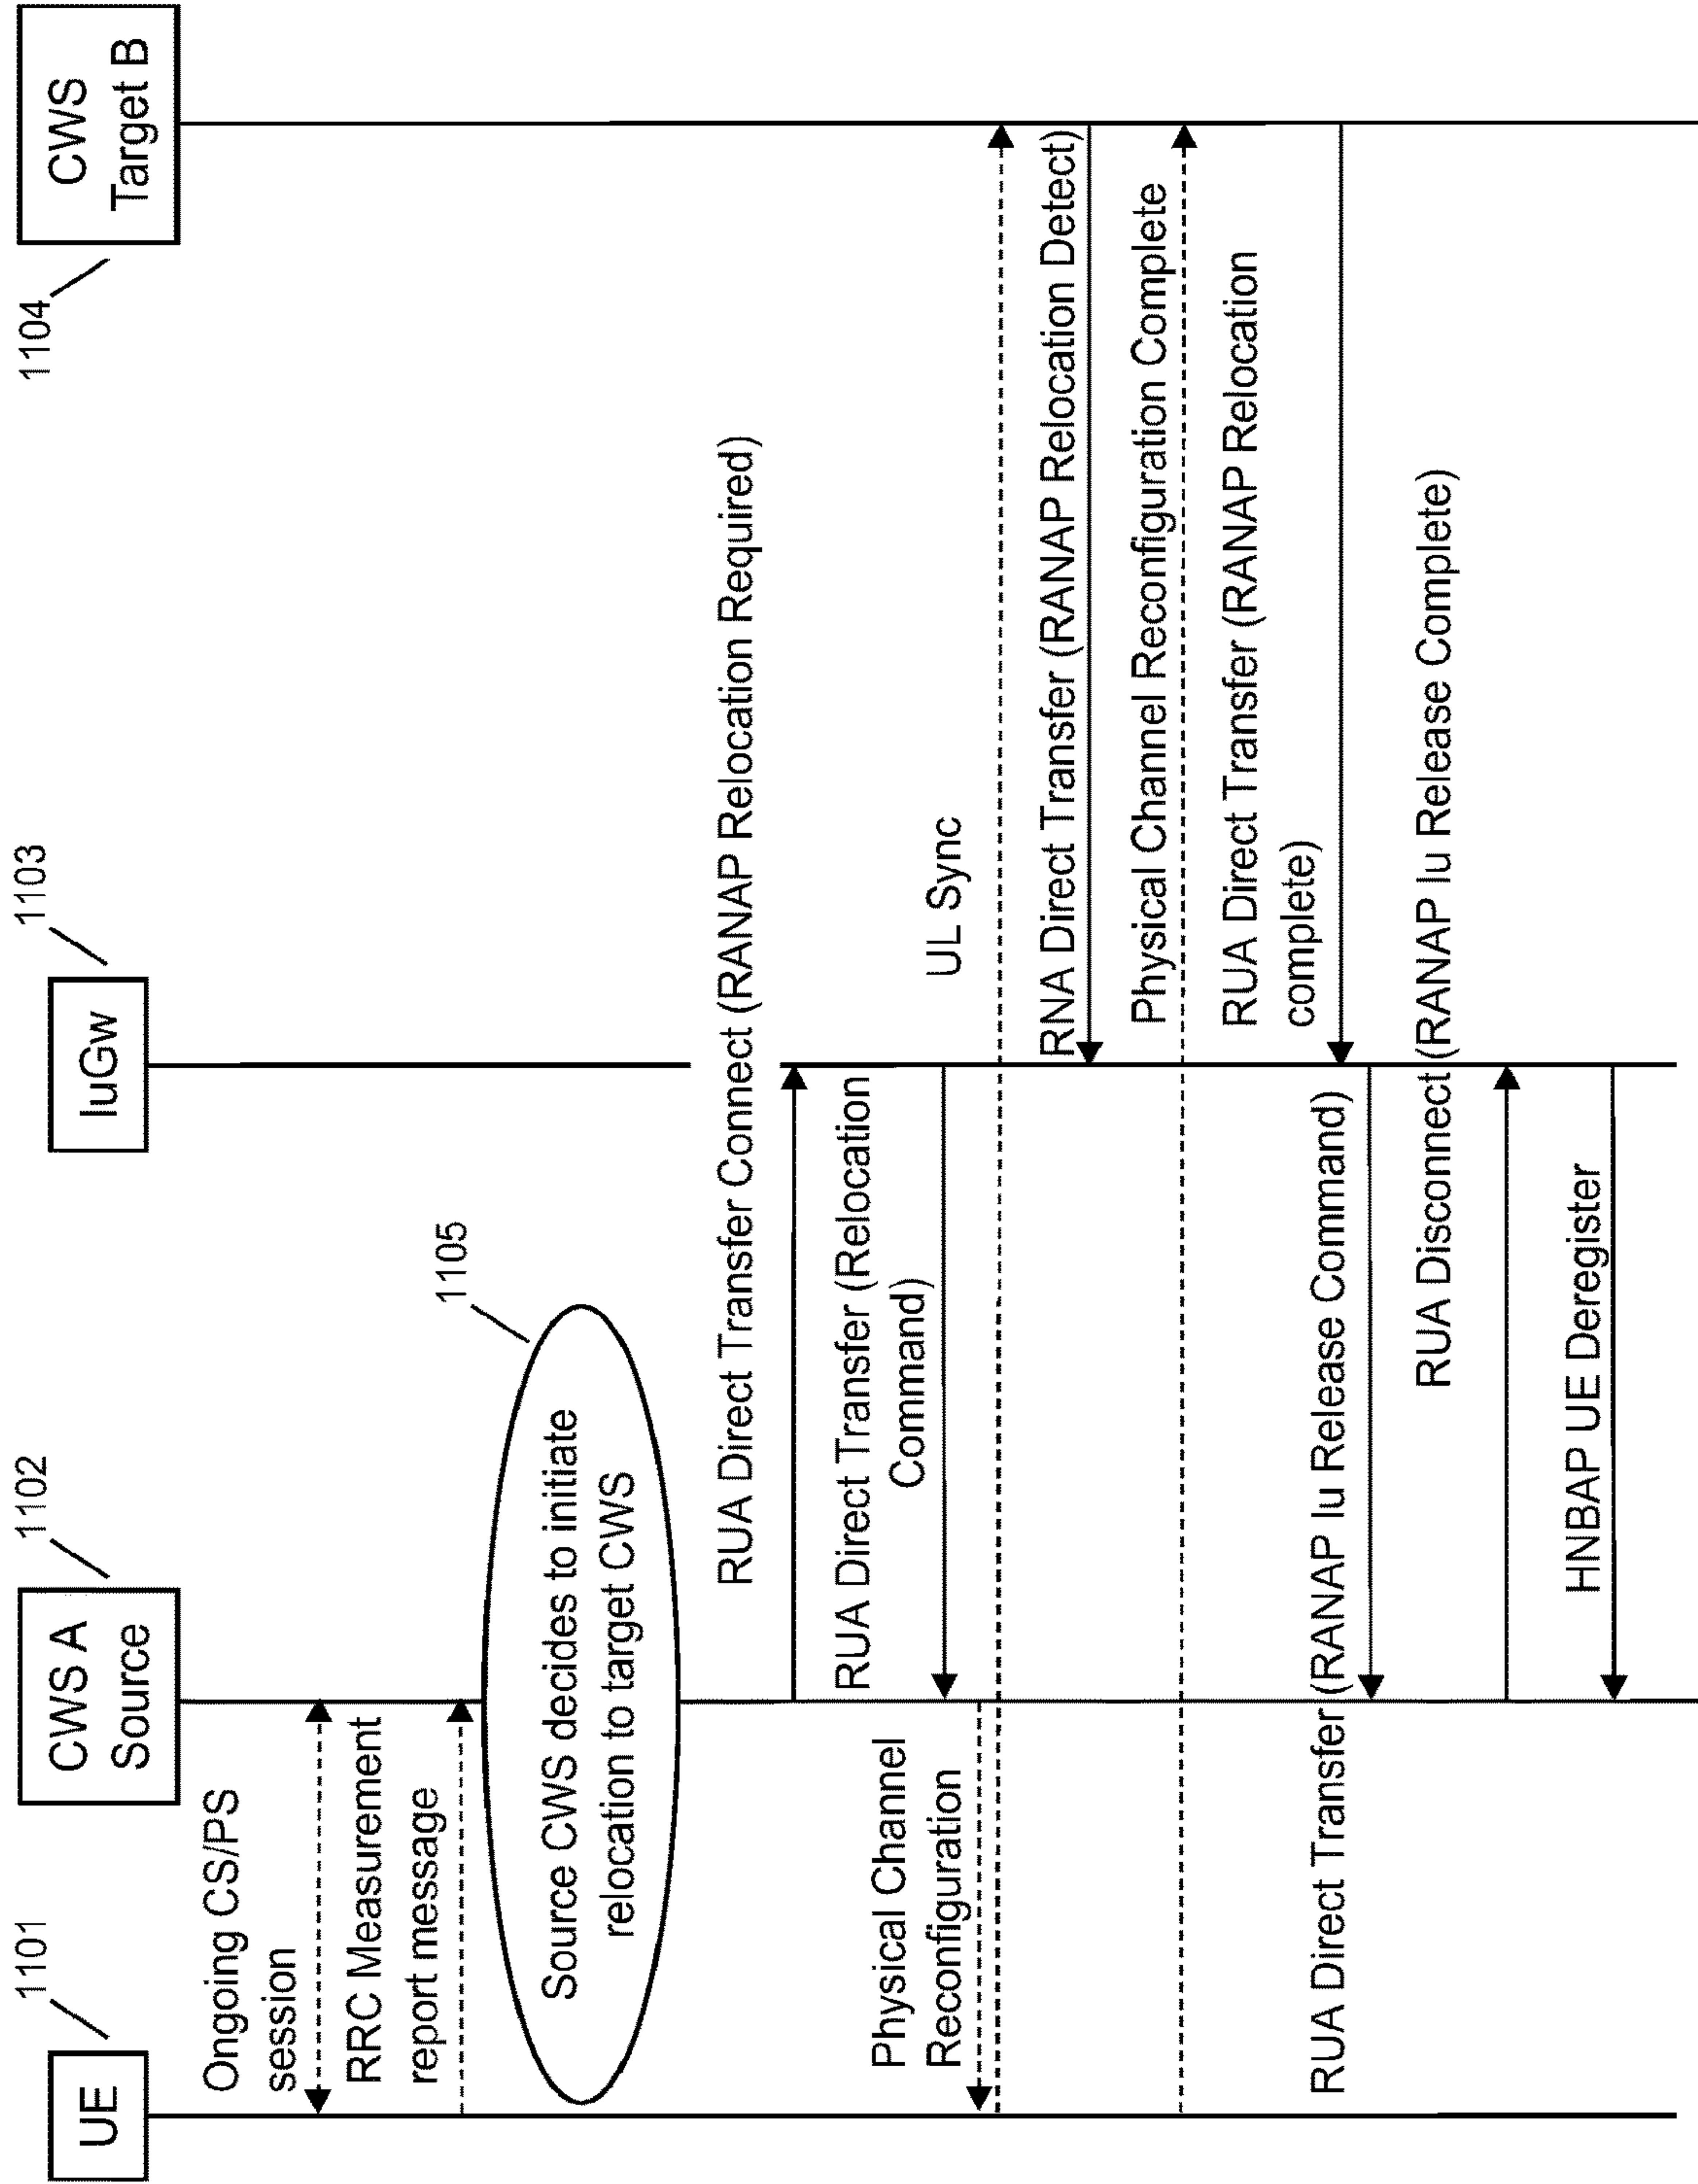 1101
1102
1103
1104
UE
CWS A
Source
IuGw
CWS
Target B
Ongoing CS/PS
session
RRC Measurement
report message
1105
Source CWS decides to initiate
relocation to target CWS
RUA Direct Transfer Connect (RANAP Relocation Required)
RUA Direct Transfer (Relocation
Command)
Physical Channel
Reconfiguration
UL Sync
RNA Direct Transfer (RANAP Relocation Detect)
Physical Channel Reconfiguration Complete
RUA Direct Transfer (RANAP Relocation
complete)
RUA Direct Transfer (RANAP Iu Release Command)
RUA Disconnect (RANAP Iu Release Complete)
HNBAP UE Deregister